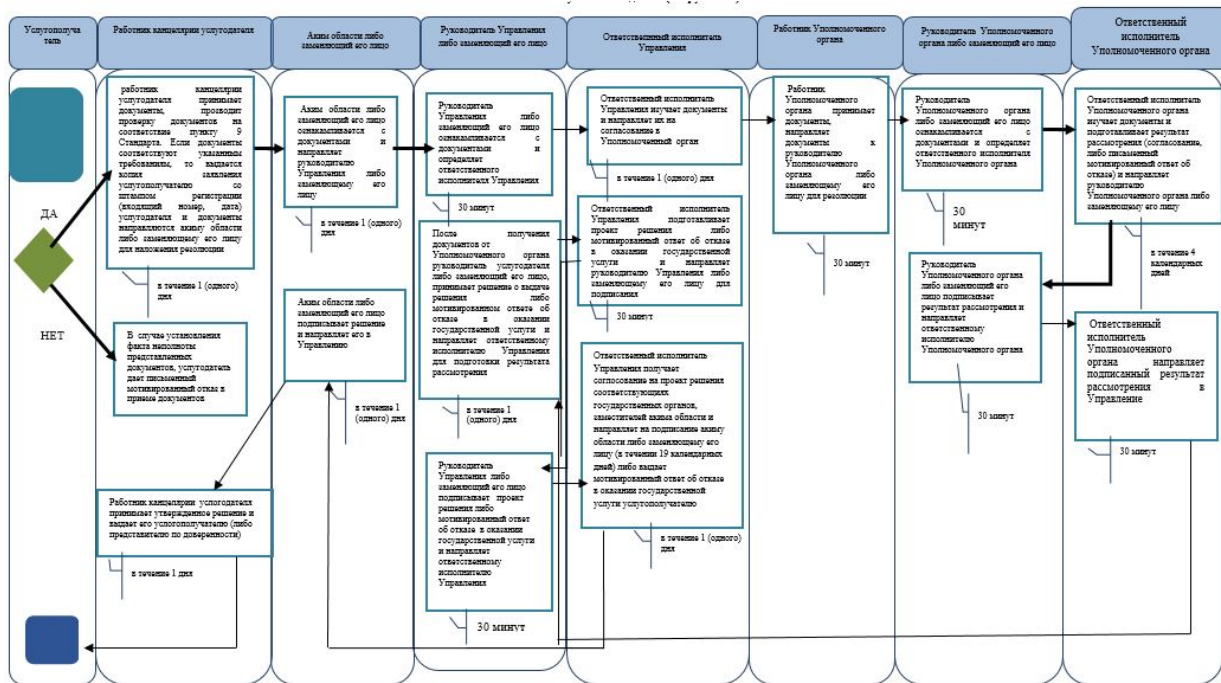 Услугополуча
тель
Работник канцелярии услугодателя
Аким области либо
заменяющий его лицо
Руководитель Управления
либо заменяющий его лицо
Ответственный исполнитель
Управления
Работник Уполномоченного
органа
Руководитель Уполномоченного
органа либо заменяющий его лицо
Ответственный
исполнитель
Уполномоченного органа
ДА
НЕТ
работник канцелярии
услугодателя принимает
документы, проводит
проверку документов на
соответствие пункту 9
Стандарта. Если документы
соответствуют указанным
требованиям, то выдается
копия заявления
услугополучателю со
штампом регистрации
(входящий номер, дата)
услугодателя и документы
направляются акиму области
либо заменяющему его лицу
для наложения резолюции
в течение 1 (одного)
дня
В случае установления
факта неполноты
представленных
документов, услугодатель
дает письменный
мотивированный отказ в
приеме документов
Работник канцелярии услогодателя
принимает утвержденное решение и
выдает его услогополучателю (либо
представителю по доверенности)
в течение 1 дня
Аким области либо
заменяющий его лицо
ознакамливается с
документами и
направляет
руководителю
Управления либо
заменяющему его
лицу
в течение 1 (одного)
дня
Аким области либо
заменяющий его лицо
подписывает решение
и направляет его в
Управлению
в течение 1
(одного) дня
Руководитель
Управления либо
заменяющий его лицо
ознакамливается с
документами и
определяет
ответственного
исполнителя Управления
30 минут
После получения
документов от
Уполномоченного органа
руководитель услугодателя
либо заменяющий его лицо,
принимает решение о выдаче
решения либо
мотивированном ответе об
отказе в оказании
государственной услуги и
направляет ответственному
исполнителю Управления
для подготовки результата
рассмотрения
в течение 1
(одного) дня
Руководитель
Управления либо
заменяющий его лицо
подписывает проект
решения либо
мотивированный ответ
об отказе в оказании
государственной услуги
и направляет
ответственному
исполнителю
Управления
30 минут
Ответственный исполнитель
Управления изучает документы
и направляет их на
согласование в
Уполномоченный орган
в течение 1 (одного) дня
Ответственный исполнитель
Управления подготавливает
проект решения либо
мотивированный ответ об отказе
в оказании государственной
услуги и направляет
руководителю Управления либо
заменяющему его лицу для
подписания
30 минут
Ответственный исполнитель
Управления получает
согласование на проект решения
соответствующих
государственных органов,
заместителей акима области и
направляет на подписание акиму
области либо заменяющему его
лицу (в течении 19 календарных
дней) либо выдает
мотивированный ответ об отказе
в оказании государственной
услуги услугополучателю
в течение 1 (одного)
дня
Работник
Уполномоченного
органа принимает
документы,
направляет
документы к
руководителю
Уполномоченного
органа либо
заменяющему его
лицу для резолюции
30 минут
Руководитель
Уполномоченного
органа либо заменяющий его лицо
ознакамливается с
документами и определяет
ответственного исполнителя
Уполномоченного органа
30
минут
Руководитель
Уполномоченного органа
либо заменяющий его
лицо подписывает
результат рассмотрения и
направляет
ответственному
исполнителю
Уполномоченного органа
30 минут
Ответственный исполнитель
Уполномоченного органа
изучает документы и
подготавливает результат
рассмотрения (согласование,
либо письменный
мотивированный ответ об
отказе) и направляет
руководителю
Уполномоченного органа либо
заменяющему его лицу
в течение 4
календарных
дней
Ответственный
исполнитель
Уполномоченного
органа направляет
подписанный результат
рассмотрения в
Управление
30 минут